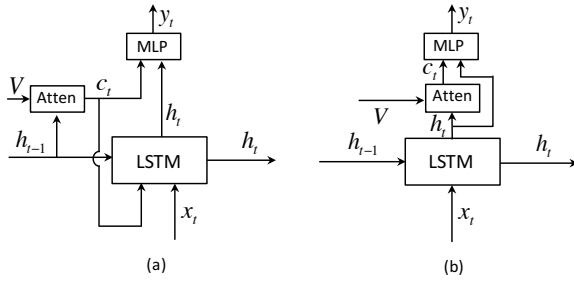 y_t y_t
MLP MLP
V Atten c_t c_t
h_t Atten
V
h_{t-1} h_t
LSTM h_t h_{t-1} LSTM h_t
x_t x_t
(a) (b)